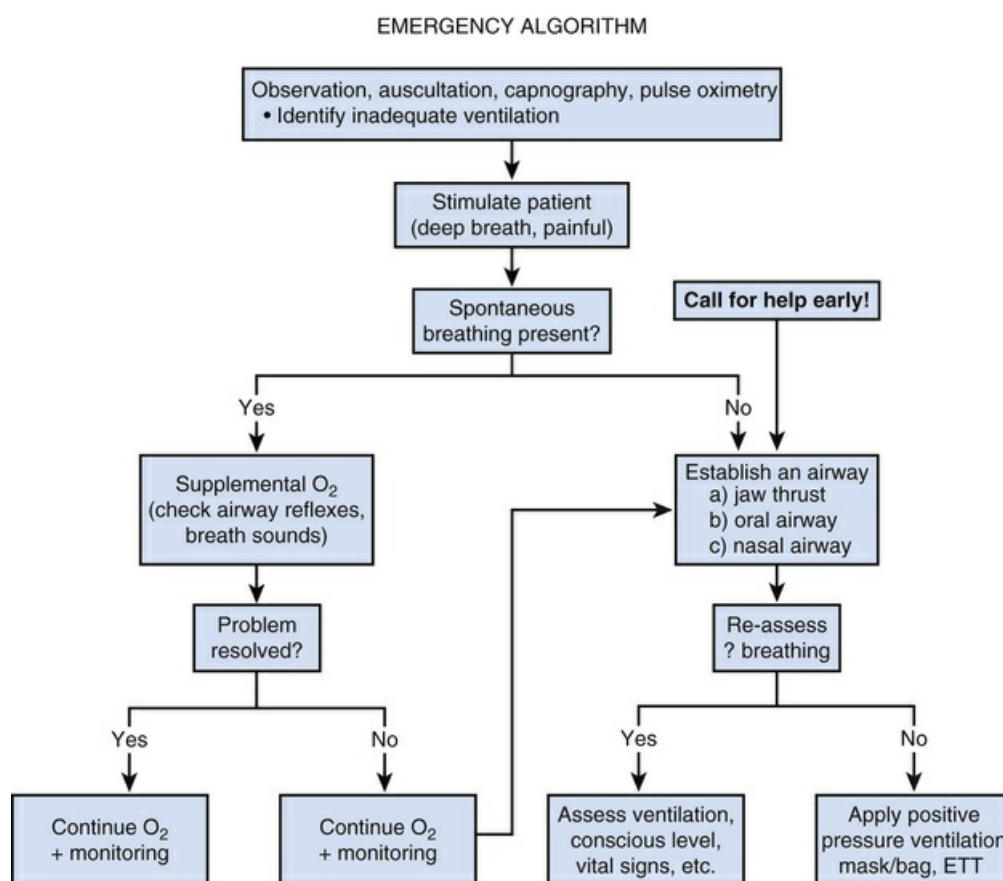 EMERGENCY ALGORITHM
Observation, auscultation, capnography, pulse oximetry
• Identify inadequate ventilation
Stimulate patient
(deep breath, painful)
Spontaneous
breathing present?
Call for help early!
Yes
No
Supplemental O₂
(check airway reflexes,
breath sounds)
Establish an airway
a) jaw thrust
b) oral airway
c) nasal airway
Problem
resolved?
Re-assess
? breathing
Yes
No
Yes
No
Continue O₂
+ monitoring
Continue O₂
+ monitoring
Assess ventilation,
conscious level,
vital signs, etc.
Apply positive
pressure ventilation
mask/bag, ETT